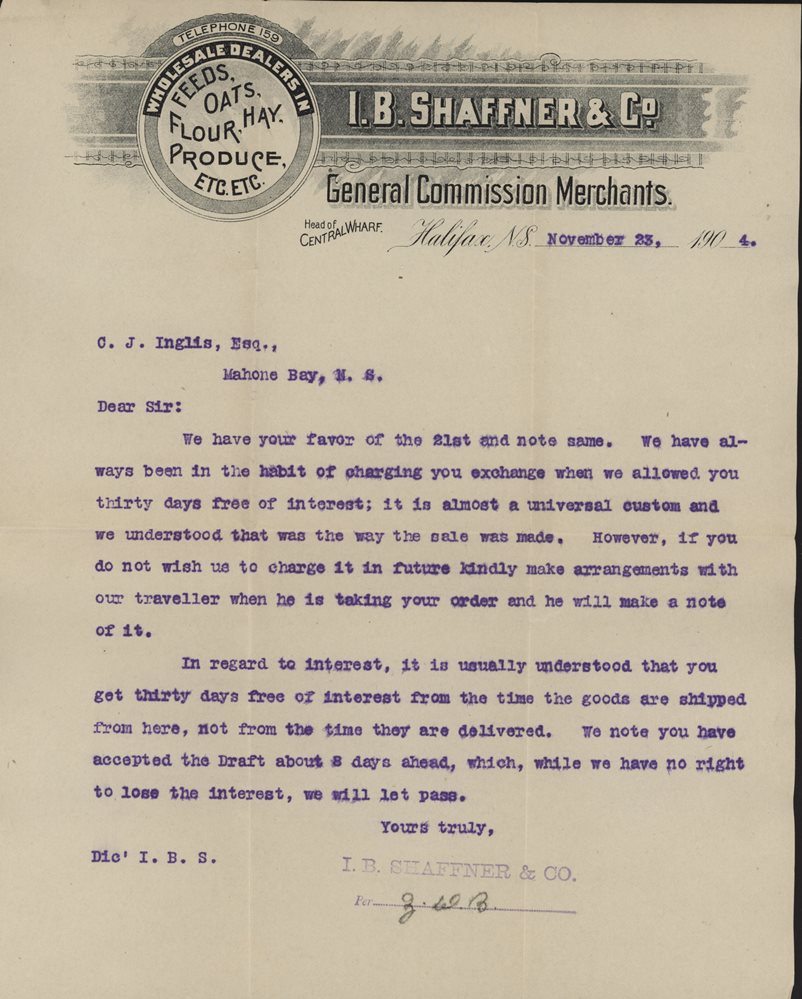 TELEPHONE 159
WHOLESALE DEALERS IN
FEEDS,
OATS,
FLOUR, HAY,
PRODUCE,
ETC. ETC.
I. B. SHAFFNER & Co
General Commission Merchants.
Head of
CENTRAL WHARF.
Halifax, N.S. November 23, 1904.
C. J. Inglis, Esq.,
Mahone Bay, N. S.
Dear Sir:
We have your favor of the 21st and note same. We have al-
ways been in the habit of charging you exchange when we allowed you
thirty days free of interest; it is almost a universal custom and
we understood that was the way the sale was made. However, if you
do not wish us to charge it in future kindly make arrangements with
our traveller when he is taking your order and he will make a note
of it.
In regard to interest, it is usually understood that you
get thirty days free of interest from the time the goods are shipped
from here, not from the time they are delivered. We note you have
accepted the Draft about 8 days ahead, which, while we have no right
to lose the interest, we will let pass.
Yours truly,
Dic' I. B. S.
I. B. SHAFFNER & CO.
Per